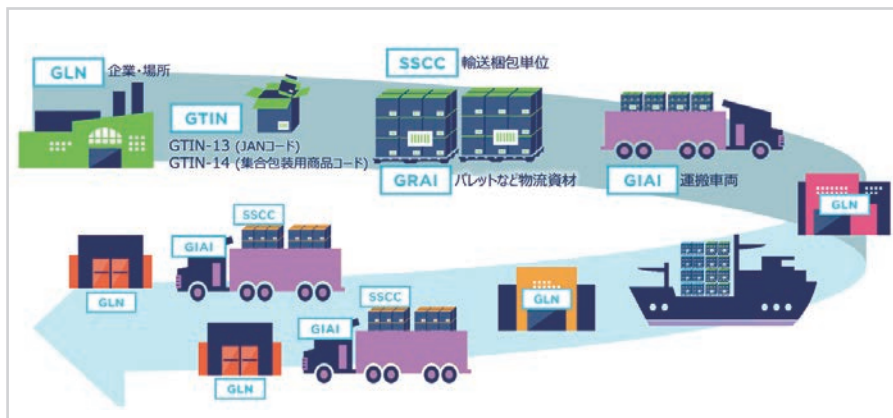 GLN 企業・場所
GTIN
GTIN-13 (JANコード)
GTIN-14 (集合包装用商品コード)
SSCC 輸送梱包単位
GRAI パレットなど物流資材
GIAI 運搬車両
GLN
SSCC
GIAI
GLN
GLN
SSCC
GIAI
GLN